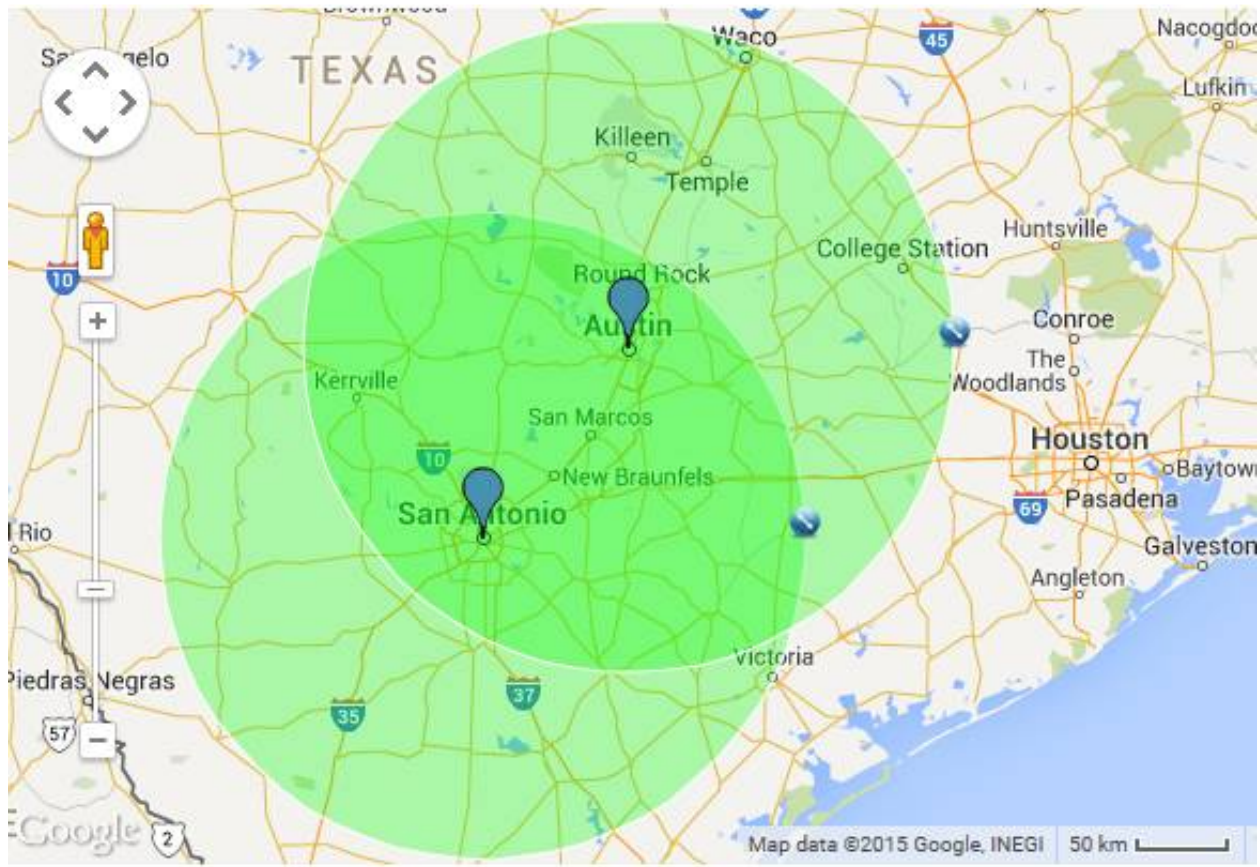 Waco
45
Nacogdoc
TEXAS
Lufkin
Killeen
Temple
Huntsville
College Station
10
Round Rock
Conroe
Austin
The
Woodlands
Kerrville
San Marcos
Houston
10
Baytown
New Braunfels
Pasadena
69
San Antonio
Rio
Galveston
Angleton
Victoria
Piedras Negras
37
35
57
Google
2
Map data ©2015 Google, INEGI
50 km